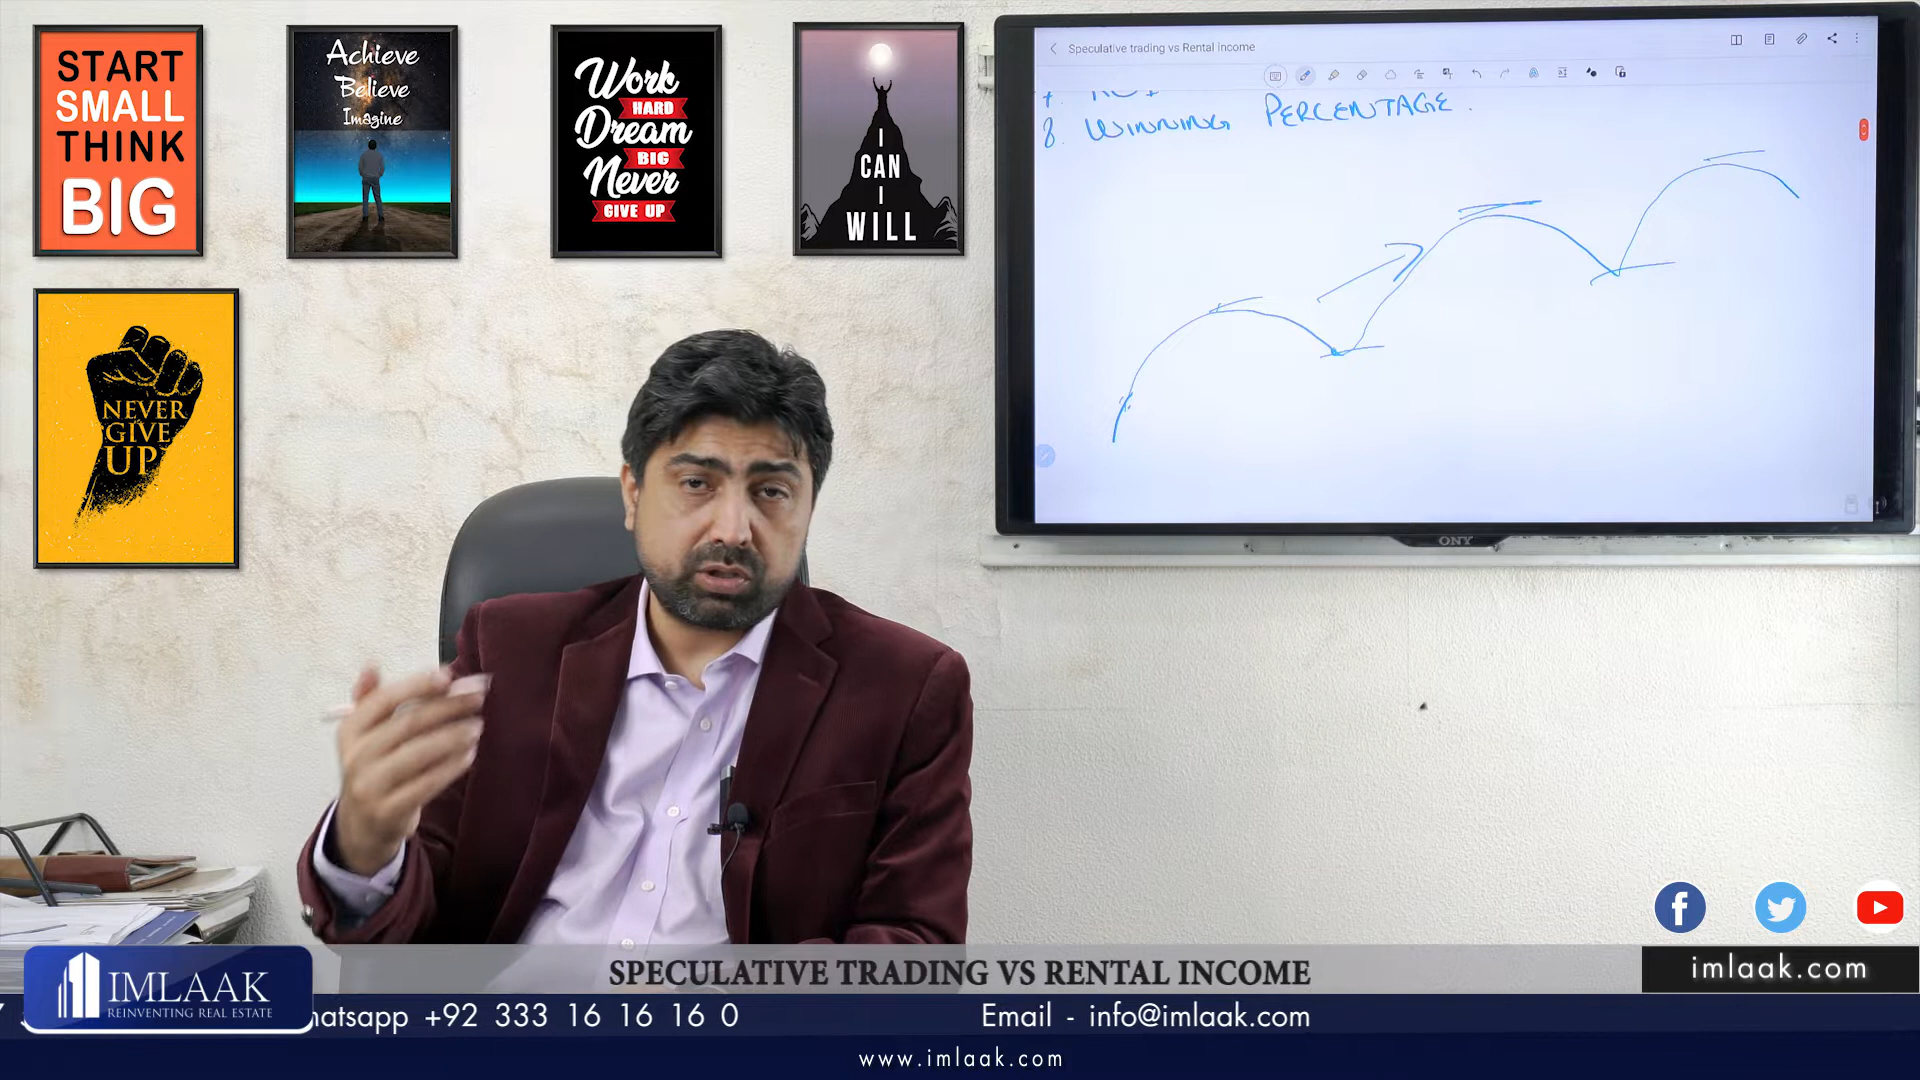 START
SMALL
THINK
BIG
Achieve
Believe
Imagine
Work
HARD
Dream
BIG
Never
GIVE UP
I
CAN
I
WILL
NEVER
GIVE
UP
Speculative trading vs Rental income
8. WINNING PERCENTAGE.
ONY
SPECULATIVE TRADING VS RENTAL INCOME
imlaak.com
IMLAAK
REINVENTING REAL ESTATE
hatsapp +92 333 16 16 16 0
Email - info@imlaak.com
www.imlaak.com